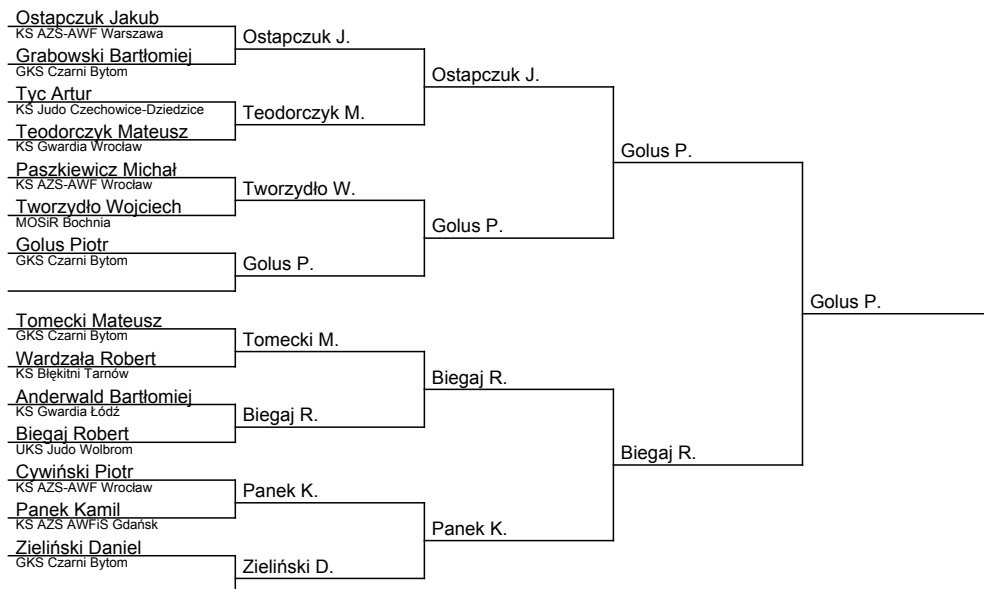 Ostapczuk Jakub
KS AZS-AWF Warszawa
Ostapczuk J.
Grabowski Bartłomiej
GKS Czarni Bytom
Ostapczuk J.
Tyc Artur
KS Judo Czechowice-Dziedzice
Teodorczyk M.
Teodorczyk Mateusz
KS Gwardia Wrocław
Golus P.
Paszkiewicz Michał
KS AZS-AWF Wrocław
Tworzydło W.
Tworzydło Wojciech
MOSiR Bochnia
Golus P.
Golus Piotr
GKS Czarni Bytom
Golus P.
Golus P.
Tomecki Mateusz
GKS Czarni Bytom
Tomecki M.
Wardzała Robert
KS Błękitni Tarnów
Biegaj R.
Anderwald Bartłomiej
KS Gwardia Łódź
Biegaj R.
Biegaj Robert
UKS Judo Wolbrom
Biegaj R.
Cywiński Piotr
KS AZS-AWF Wrocław
Panek K.
Panek Kamil
KS AZS AWFiS Gdańsk
Panek K.
Zieliński Daniel
GKS Czarni Bytom
Zieliński D.